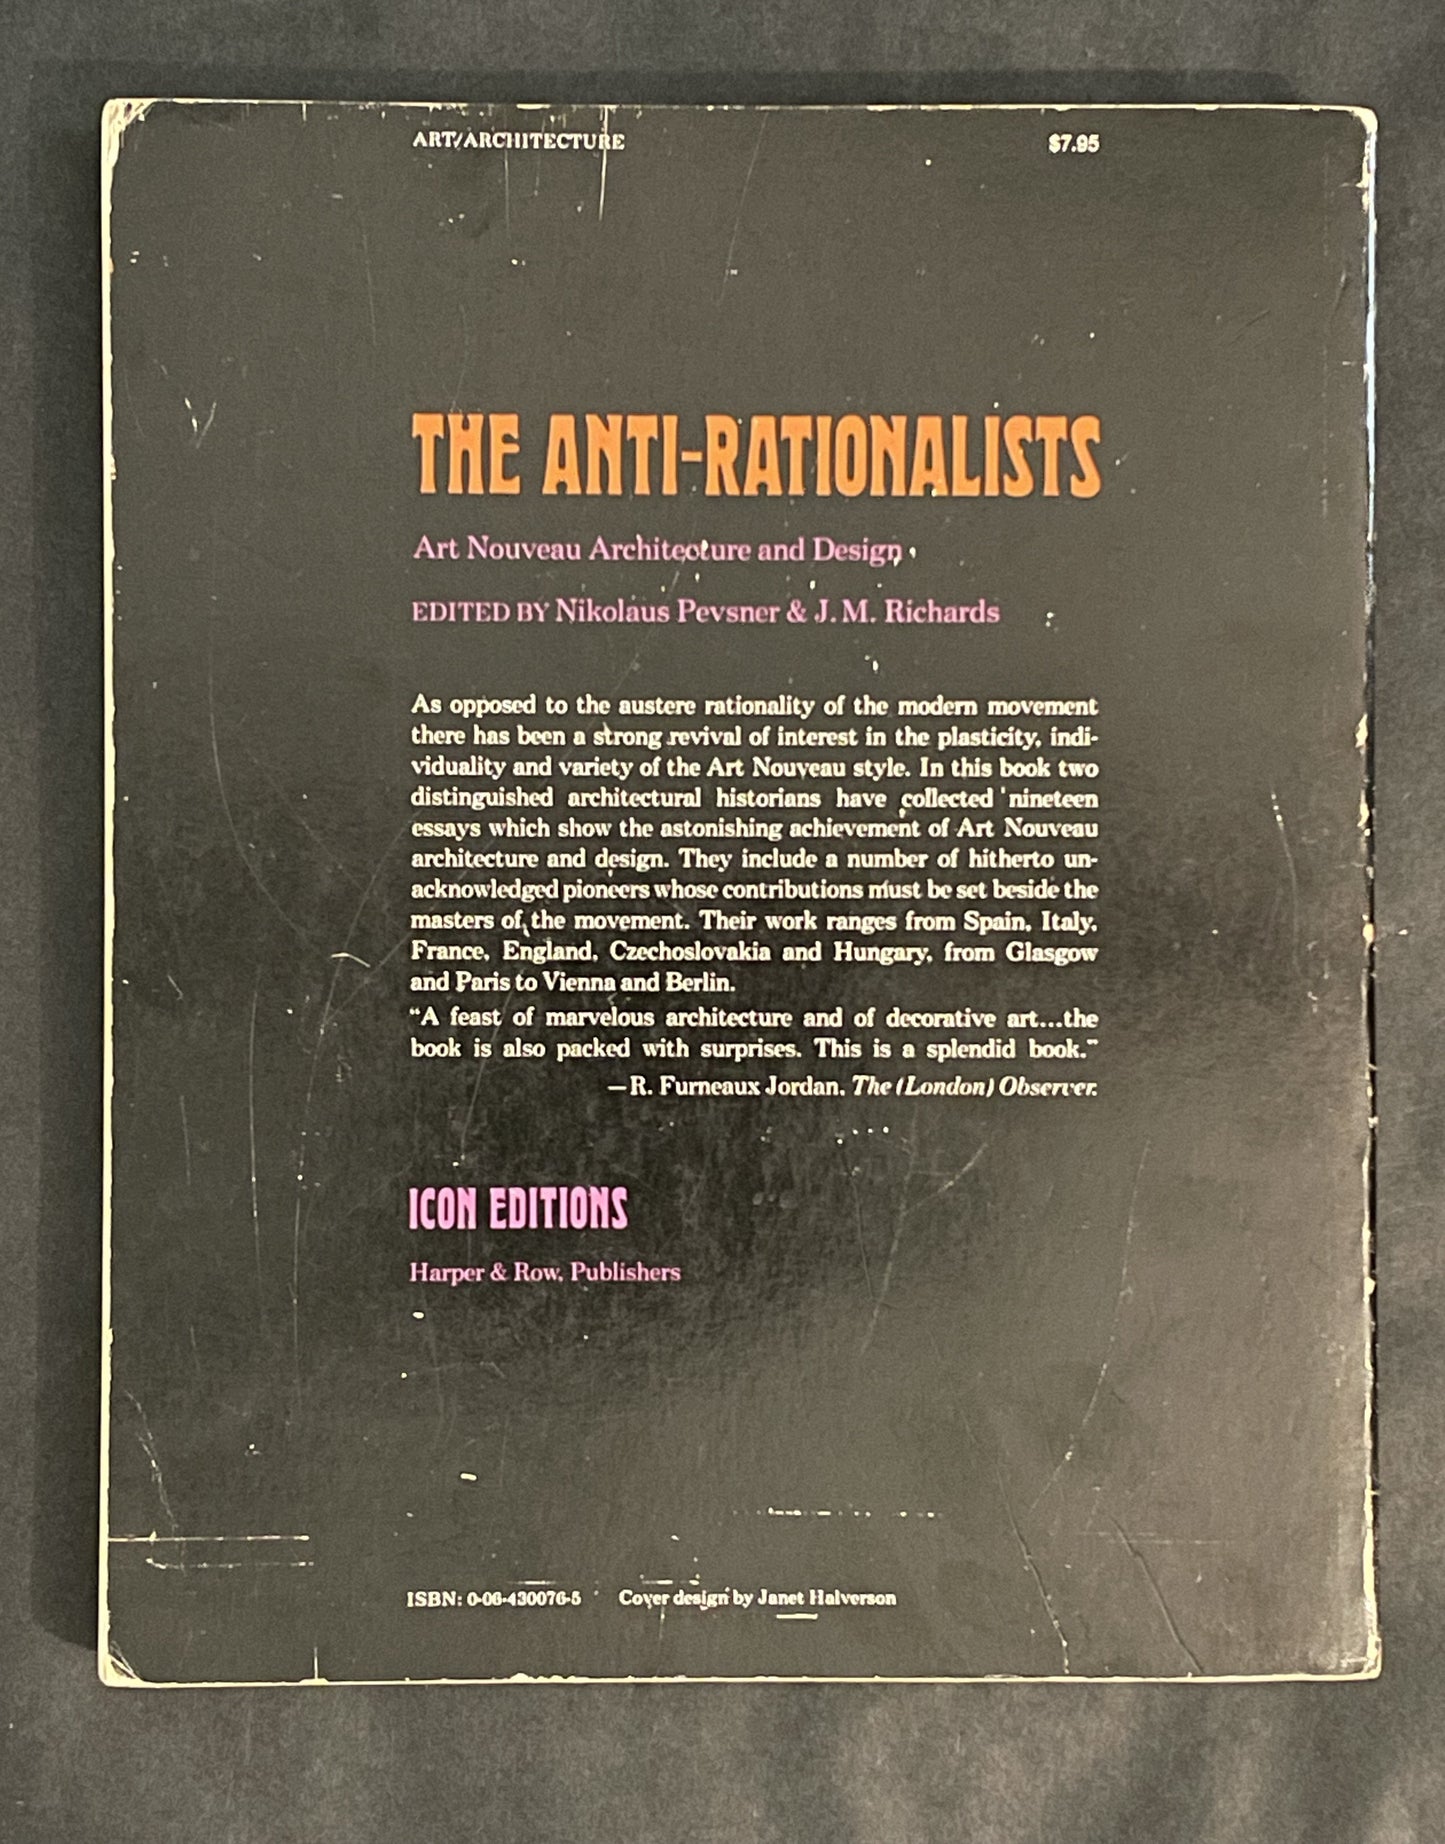 ART/ARCHITECTURE $7.95
THE ANTI-RATIONALISTS
Art Nouveau Architecture and Design
EDITED BY Nikolaus Pevsner & J. M. Richards
As opposed to the austere rationality of the modern movement
there has been a strong revival of interest in the plasticity, indi-
viduality and variety of the Art Nouveau style. In this book two
distinguished architectural historians have collected nineteen
essays which show the astonishing achievement of Art Nouveau
architecture and design. They include a number of hitherto un-
acknowledged pioneers whose contributions must be set beside the
masters of the movement. Their work ranges from Spain, Italy,
France, England, Czechoslovakia and Hungary, from Glasgow
and Paris to Vienna and Berlin.
“A feast of marvelous architecture and of decorative art...the
book is also packed with surprises. This is a splendid book.”
—R. Furneaux Jordan, The (London) Observer.
ICON EDITIONS
Harper & Row, Publishers
ISBN: 0-06-430076-5 Cover design by Janet Halverson